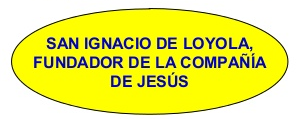 SAN IGNACIO DE LOYOLA,
FUNDADOR DE LA COMPAÑÍA
DE JESÚS